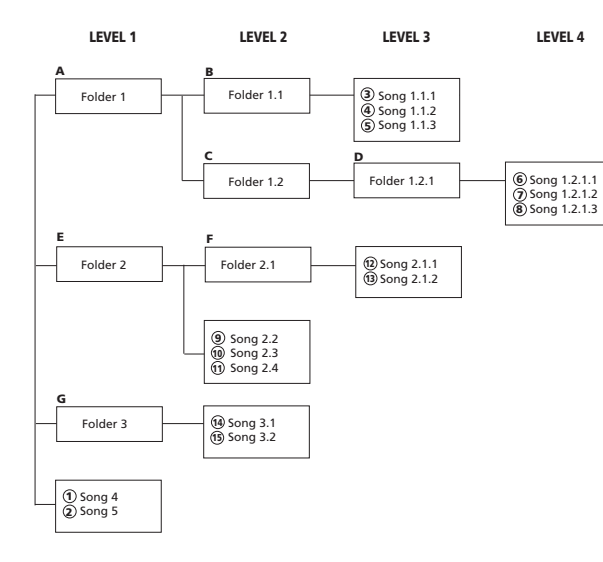 LEVEL 1 LEVEL 2 LEVEL 3 LEVEL 4
A
Folder 1
B
Folder 1.1
③ Song 1.1.1
④ Song 1.1.2
⑤ Song 1.1.3
C
Folder 1.2
D
Folder 1.2.1
⑥ Song 1.2.1.1
⑦ Song 1.2.1.2
⑧ Song 1.2.1.3
E
Folder 2
F
Folder 2.1
⑫ Song 2.1.1
⑬ Song 2.1.2
⑨ Song 2.2
⑩ Song 2.3
⑪ Song 2.4
G
Folder 3
⑭ Song 3.1
⑮ Song 3.2
① Song 4
② Song 5